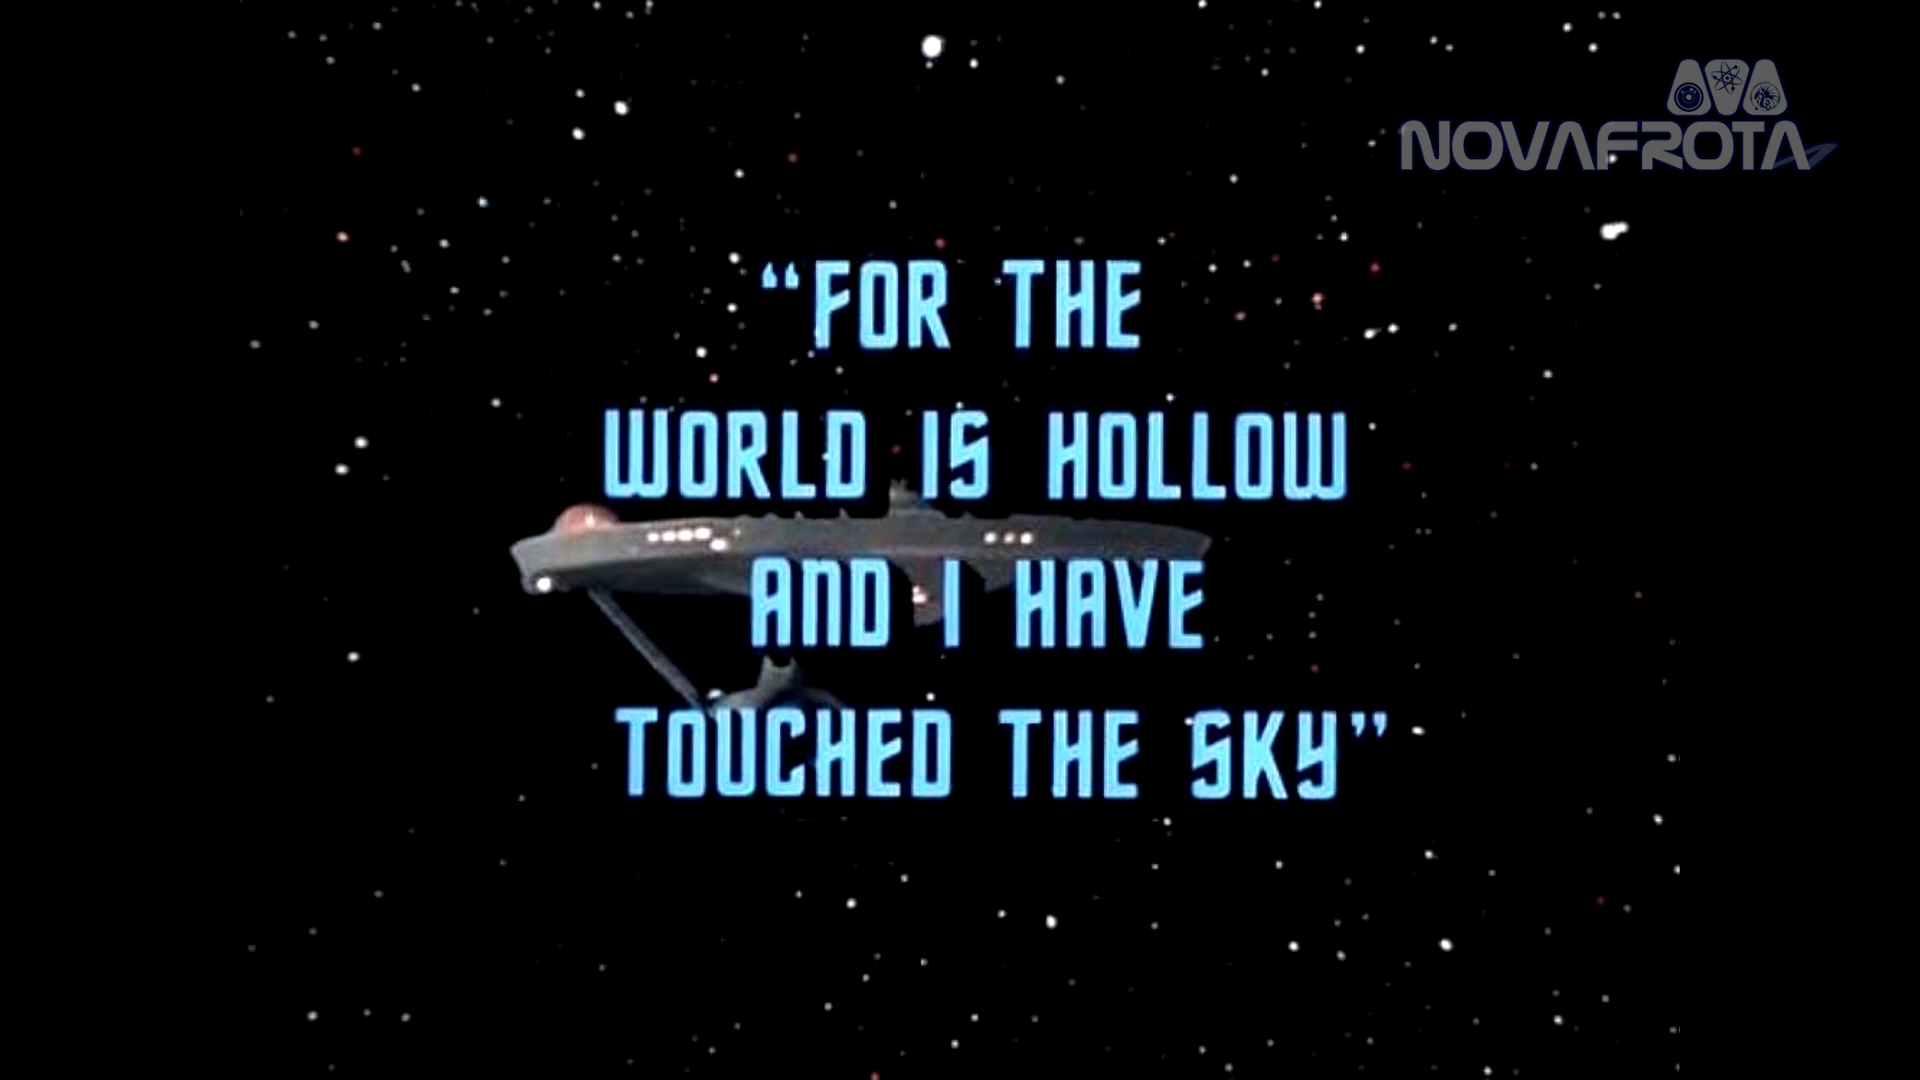 NOVAFROTA
“FOR THE
WORLD IS HOLLOW
AND I HAVE
TOUCHED THE SKY”